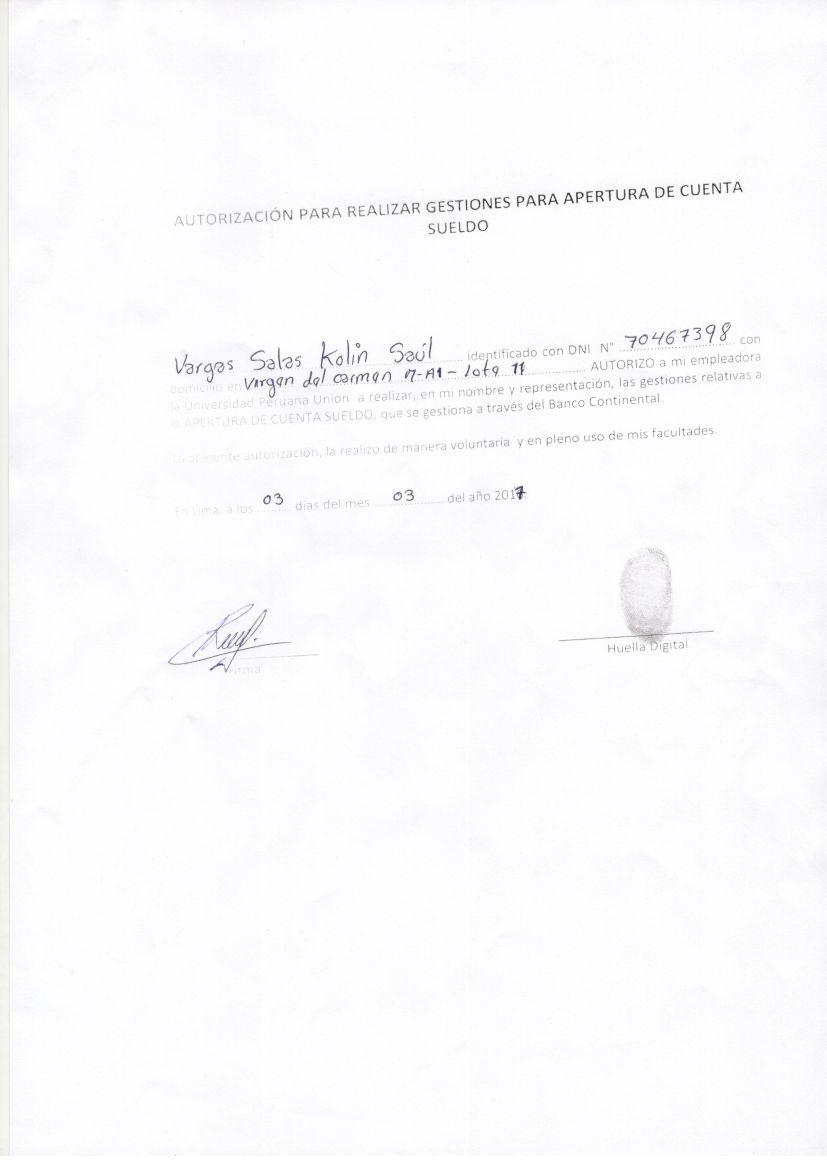 AUTORIZACIÓN PARA REALIZAR GESTIONES PARA APERTURA DE CUENTA
SUELDO
Vargas Salas Kolin Saúl identificado con DNI N° 70467398 con
domicilio en Virgen del carmen M-A1-lote 11 AUTORIZO a mi empleadora
la Universidad Peruana Unión a realizar, en mi nombre y representación, las gestiones relativas a
la APERTURA DE CUENTA SUELDO, que se gestiona a través del Banco Continental.
La presente autorización, la realizo de manera voluntaria y en pleno uso de mis facultades.
En Lima, a los 03 días del mes 03 del año 2017
Firma
Huella Digital